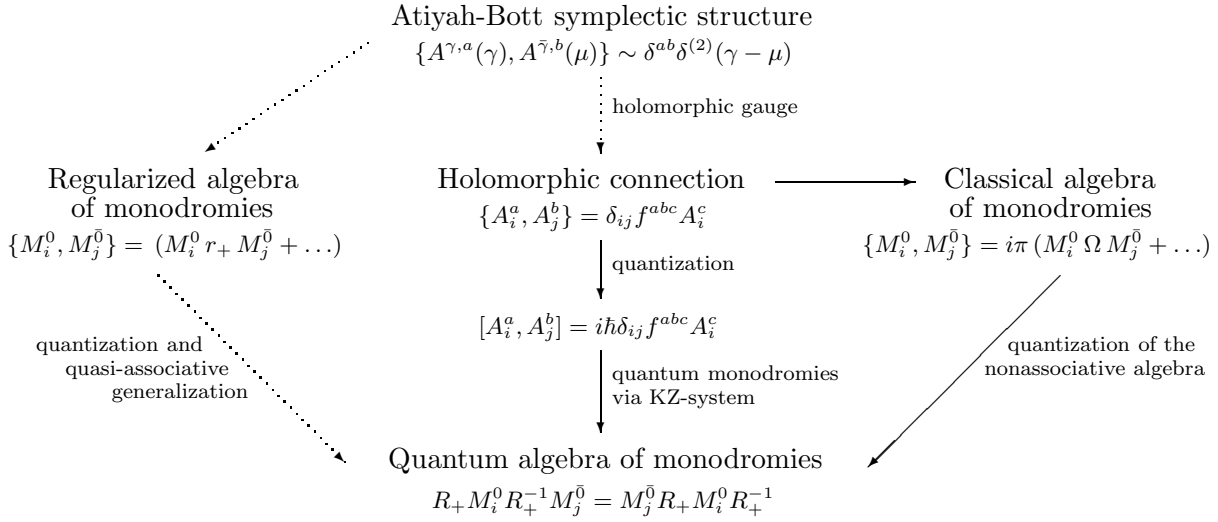 Atiyah-Bott symplectic structure
{A^{γ,a}(γ), A^{γ̄,b}(μ)} ∼ δ^{ab}δ^{(2)}(γ − μ)
holomorphic gauge
Regularized algebra
of monodromies
{M_i^0, M_j^{0̄}} = (M_i^0 r_+ M_j^{0̄} + …)
Holomorphic connection
{A_i^a, A_j^b} = δ_{ij} f^{abc} A_i^c
Classical algebra
of monodromies
{M_i^0, M_j^{0̄}} = iπ (M_i^0 Ω M_j^{0̄} + …)
quantization
[A_i^a, A_j^b] = iℏδ_{ij} f^{abc} A_i^c
quantization and
quasi-associative
generalization
quantum monodromies
via KZ-system
quantization of the
nonassociative algebra
Quantum algebra of monodromies
R_+ M_i^0 R_+^{-1} M_j^{0̄} = M_j^{0̄} R_+ M_i^0 R_+^{-1}